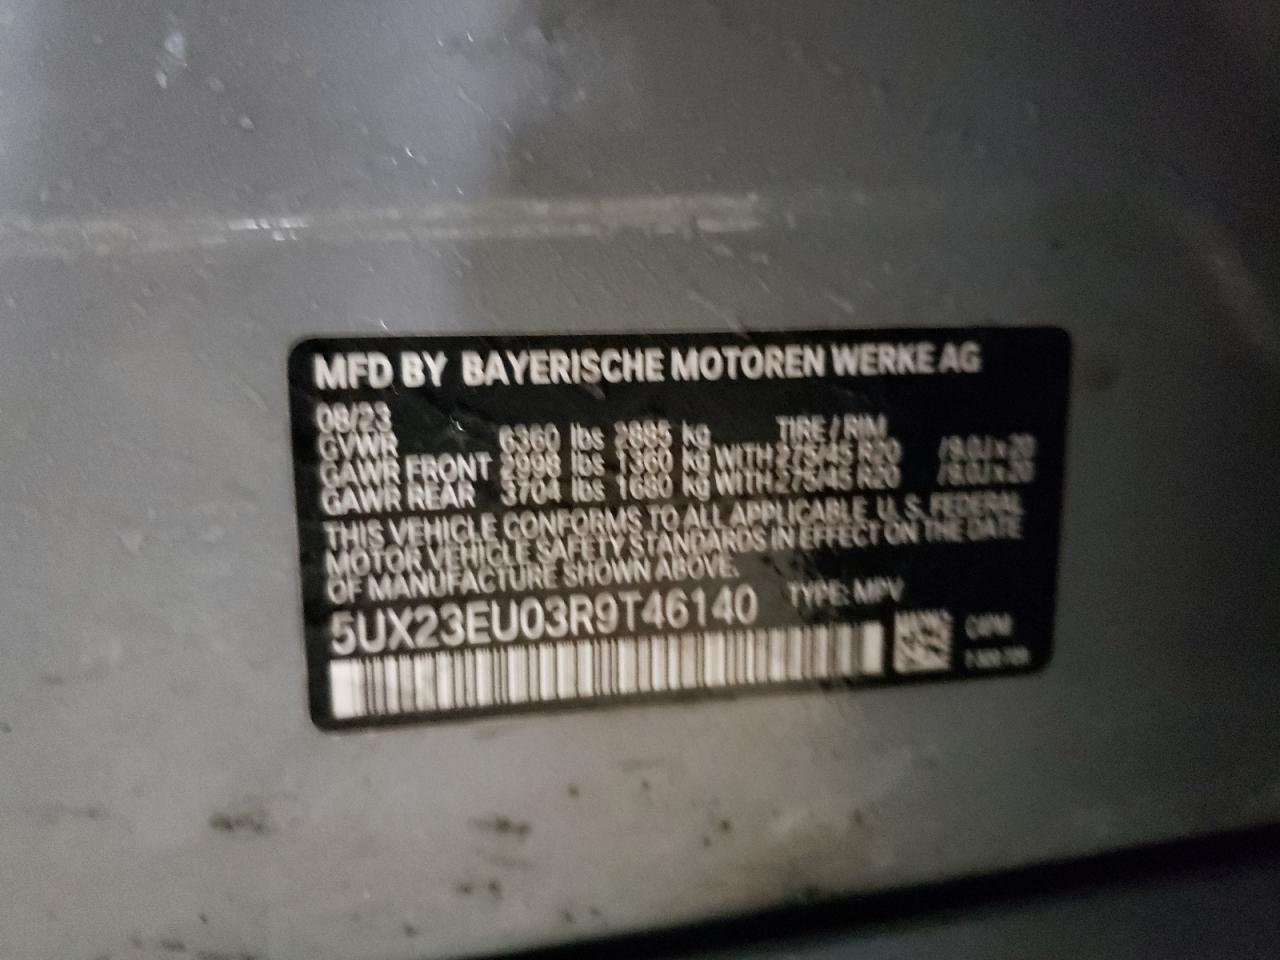 MFD BY BAYERISCHE MOTOREN WERKE AG
08/23
GVWR 6360 lbs 2885 kg TIRE / RIM
GAWR FRONT 2998 lbs 1360 kg WITH 275/45 R20 /9.0J x 20
GAWR REAR 3704 lbs 1680 kg WITH 275/45 R20 /9.0J x 20
THIS VEHICLE CONFORMS TO ALL APPLICABLE U.S. FEDERAL
MOTOR VEHICLE SAFETY STANDARDS IN EFFECT ON THE DATE
OF MANUFACTURE SHOWN ABOVE.
5UX23EU03R9T46140 TYPE: MPV